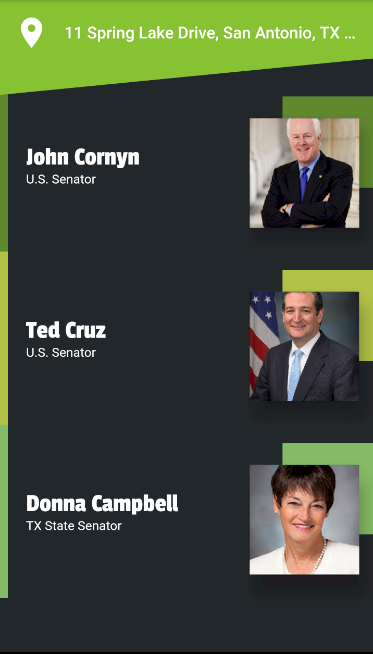 11 Spring Lake Drive, San Antonio, TX ...
John Cornyn
U.S. Senator
Ted Cruz
U.S. Senator
Donna Campbell
TX State Senator